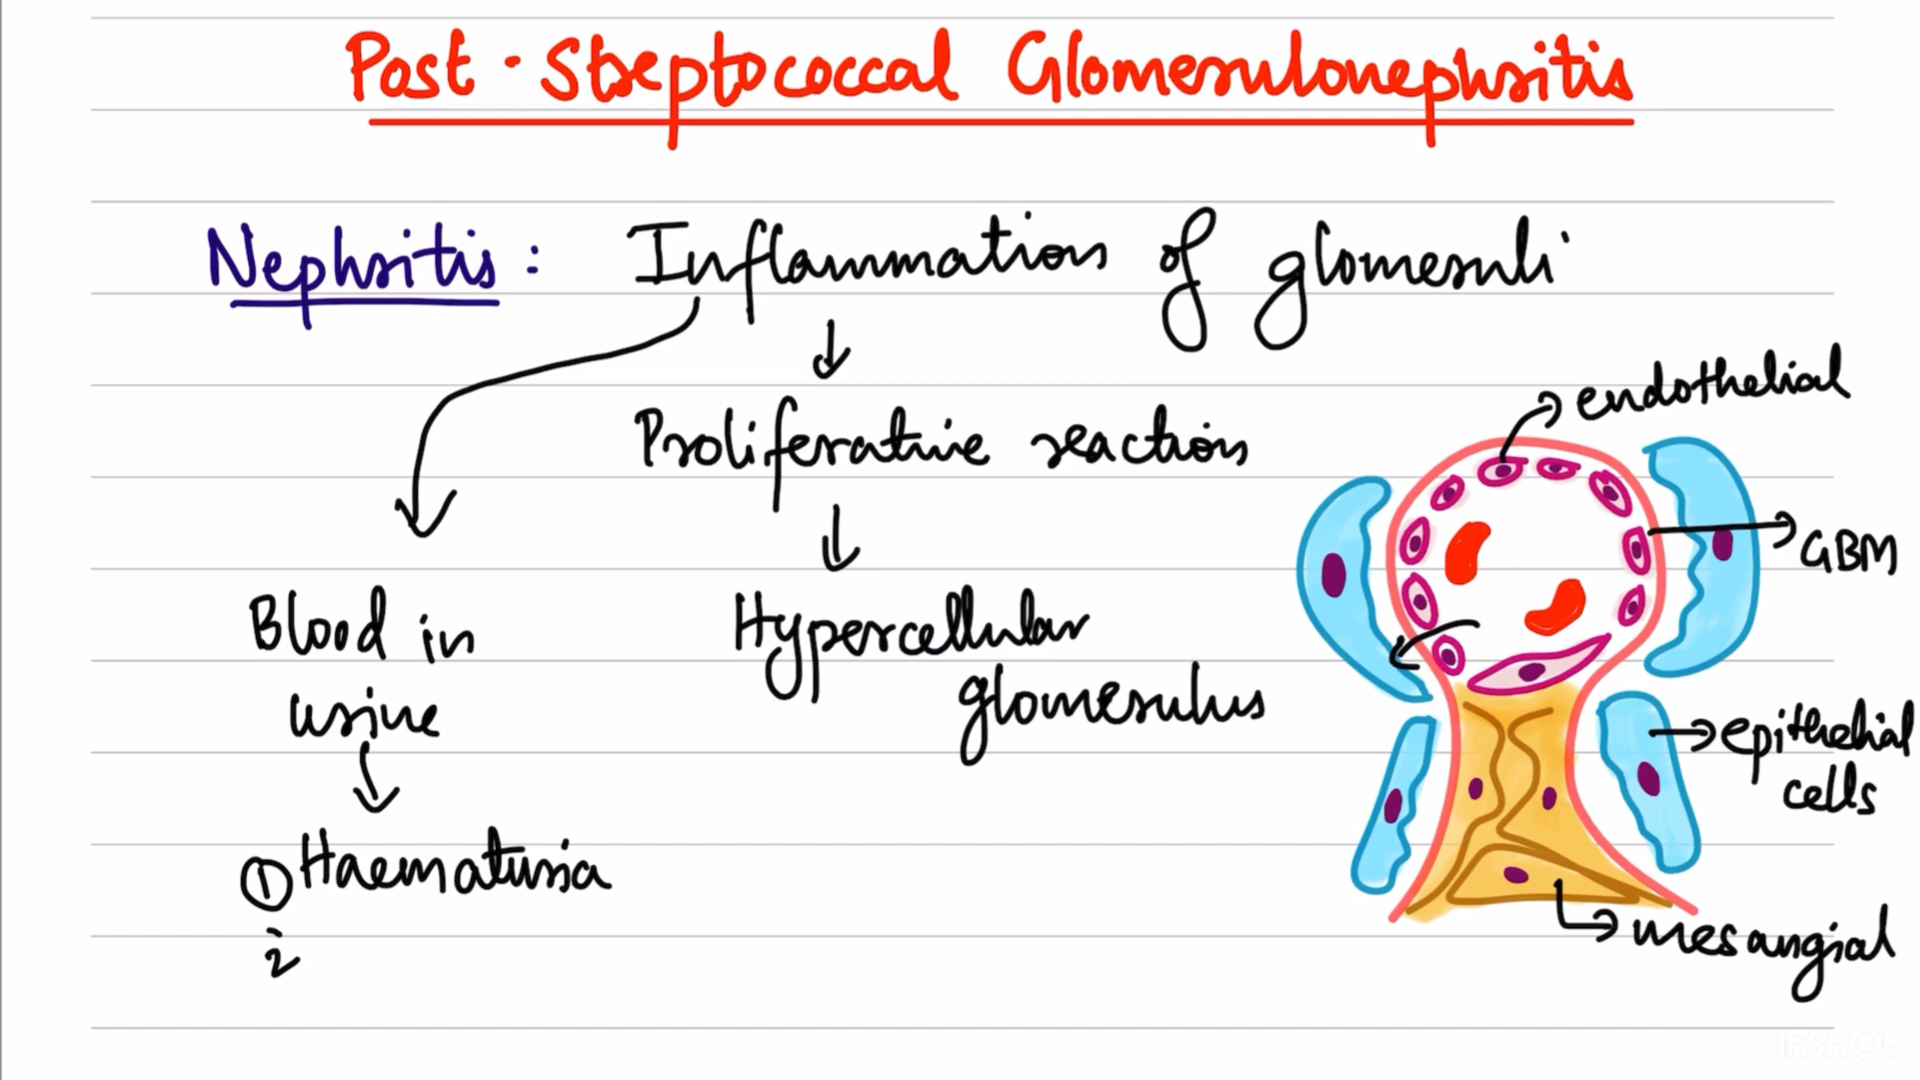 Post-Streptococcal Glomerulonephritis
Nephritis: Inflammation of glomeruli
Proliferative reaction
Hypercellular
glomerulus
Blood in
urine
① Haematuria
2
endothelial
GBM
epithelial
cells
mesangial
InShOt